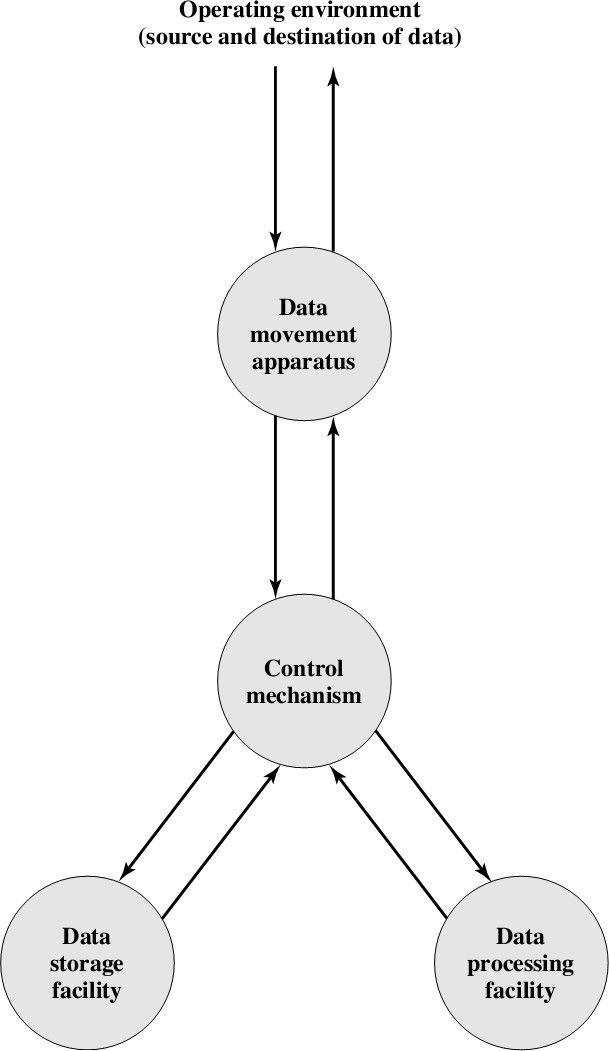 Operating environment
(source and destination of data)
Data
movement
apparatus
Control
mechanism
Data
storage
facility
Data
processing
facility